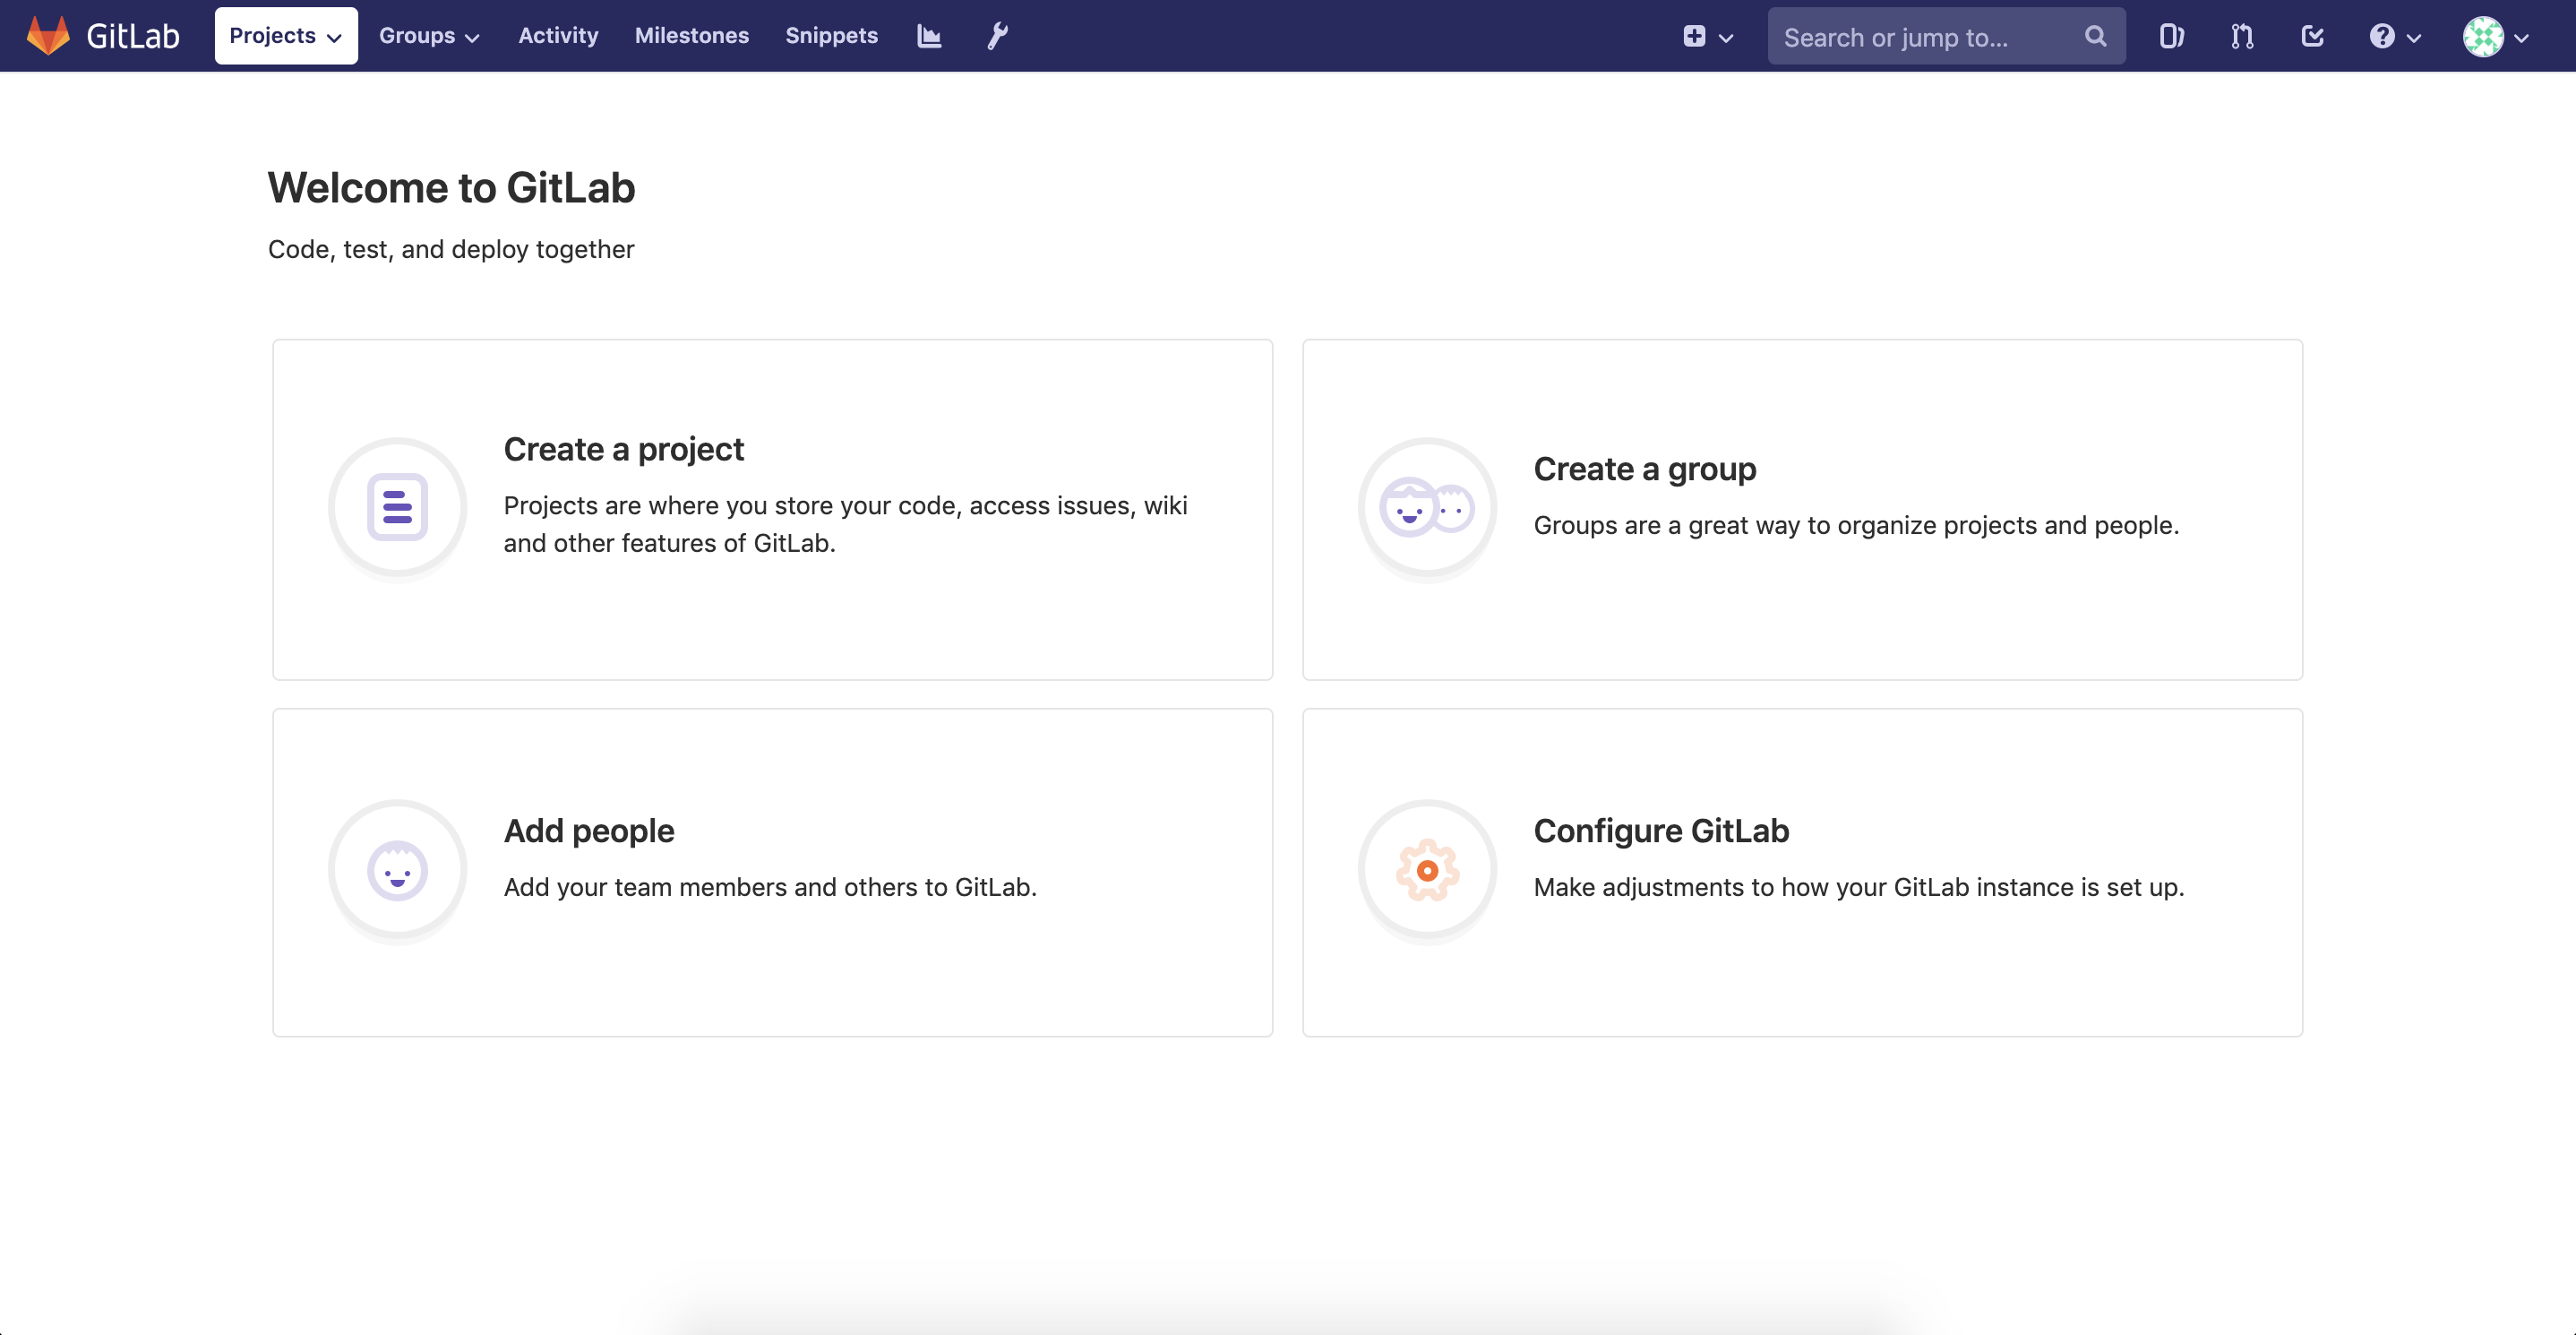 GitLab Projects Groups Activity Milestones Snippets Search or jump to...
Welcome to GitLab
Code, test, and deploy together
Create a project
Projects are where you store your code, access issues, wiki
and other features of GitLab.
Create a group
Groups are a great way to organize projects and people.
Add people
Add your team members and others to GitLab.
Configure GitLab
Make adjustments to how your GitLab instance is set up.